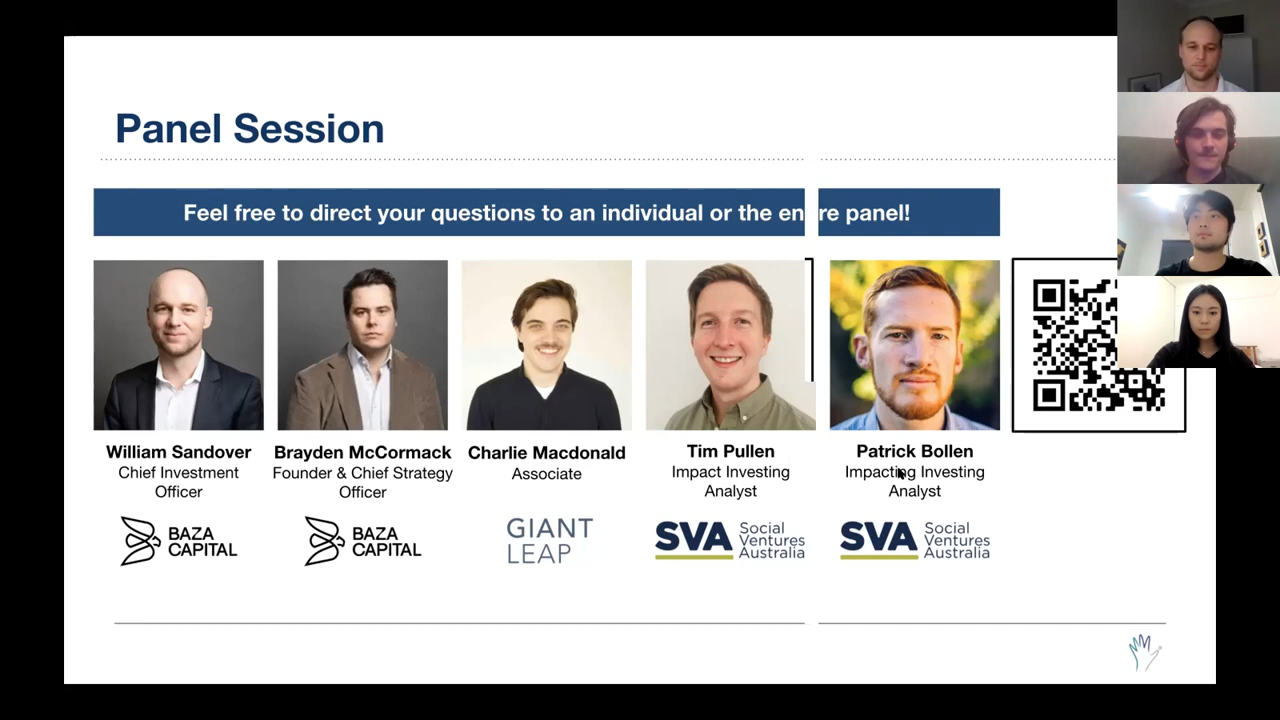 Panel Session
Feel free to direct your questions to an individual or the en re panel!
William Sandover
Chief Investment
Officer
BAZA
CAPITAL
Brayden McCormack
Founder & Chief Strategy
Officer
BAZA
CAPITAL
Charlie Macdonald
Associate
GIANT
LEAP
Tim Pullen
Impact Investing
Analyst
SVA
Social
Ventures
Australia
Patrick Bollen
Impacting Investing
Analyst
SVA
Social
Ventures
Australia